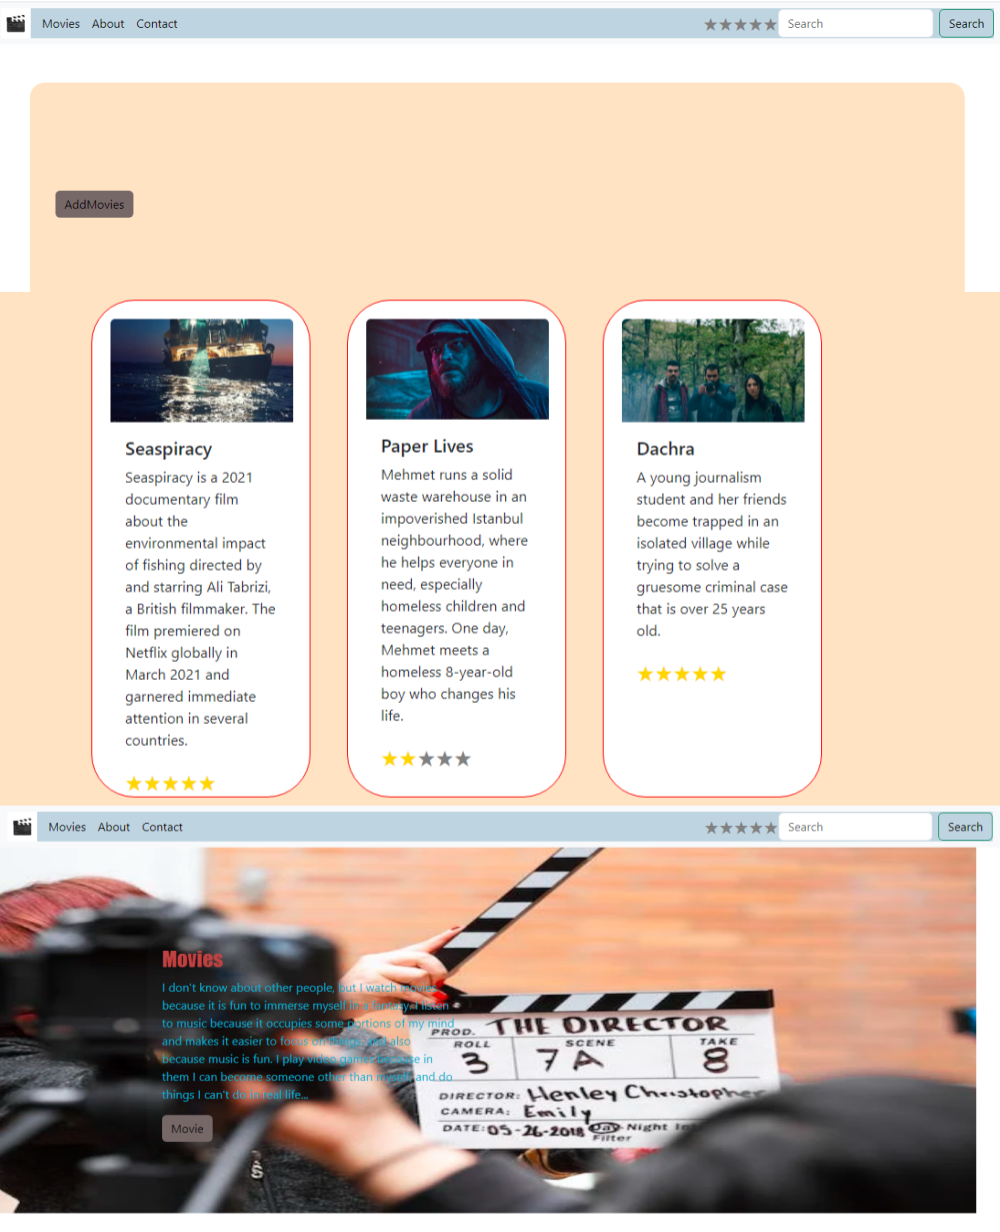 Movies About Contact Search Search
AddMovies
Seaspiracy
Seaspiracy is a 2021
documentary film
about the
environmental impact
of fishing directed by
and starring Ali Tabrizi,
a British filmmaker. The
film premiered on
Netflix globally in
March 2021 and
garnered immediate
attention in several
countries.
Paper Lives
Mehmet runs a solid
waste warehouse in an
impoverished Istanbul
neighbourhood, where
he helps everyone in
need, especially
homeless children and
teenagers. One day,
Mehmet meets a
homeless 8-year-old
boy who changes his
life.
Dachra
A young journalism
student and her friends
become trapped in an
isolated village while
trying to solve a
gruesome criminal case
that is over 25 years
old.
Movies About Contact Search Search
Movies
I don't know about other people, but I watch movies
because it is fun to immerse myself in a fantasy. I listen
to music because it occupies some portions of my mind
and makes it easier to focus on things, and also
because music is fun. I play video games because in
them I can become someone other than myself and do
things I can't do in real life...
Movie
PROD. THE DIRECTOR
ROLL SCENE TAKE
3 7A 8
DIRECTOR: Henley Christopher
CAMERA: Emily
DATE: 05-26-2018 Day-Night Int
Filter